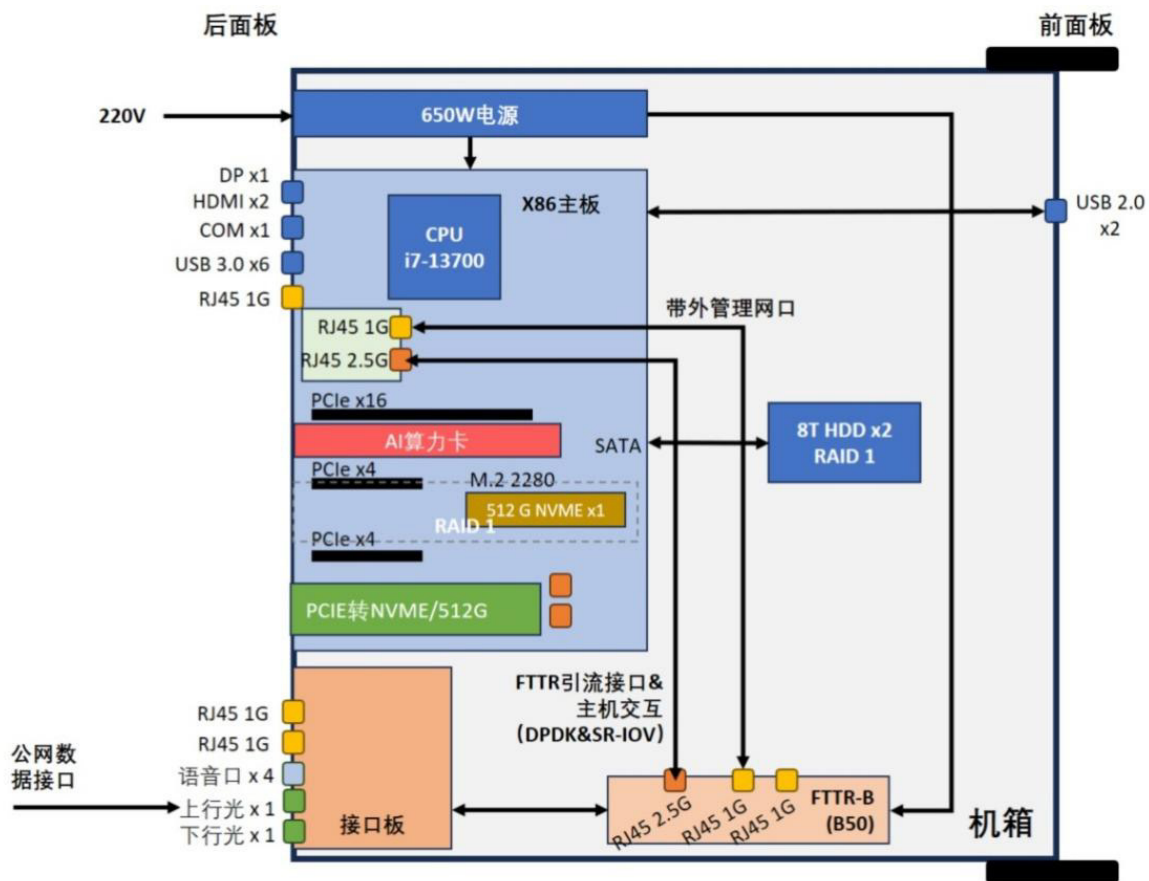 后面板
前面板
220V
650W电源
DP x1
HDMI x2
COM x1
USB 3.0 x6
RJ45 1G
X86主板
CPU
i7-13700
USB 2.0
x2
带外管理网口
RJ45 1G
RJ45 2.5G
PCIe x16
AI算力卡
SATA
8T HDD x2
RAID 1
PCIe x4
M.2 2280
512 G NVME x1
RAID 1
PCIe x4
PCIE转NVME/512G
FTTR引流接口&
主机交互
(DPDK&SR-IOV)
RJ45 1G
RJ45 1G
语音口 x 4
上行光 x 1
下行光 x 1
公网数
据接口
接口板
RJ45 2.5G
RJ45 1G
RJ45 1G
FTTR-B
(B50)
机箱